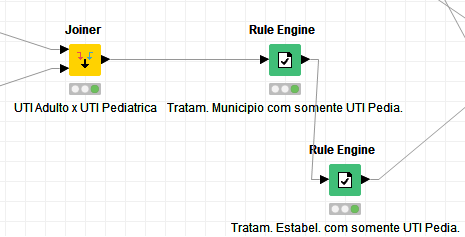 Joiner
Rule Engine
UTI Adulto x UTI Pediatrica
Tratam. Municipio com somente UTI Pedia.
Rule Engine
Tratam. Estabel. com somente UTI Pedia.